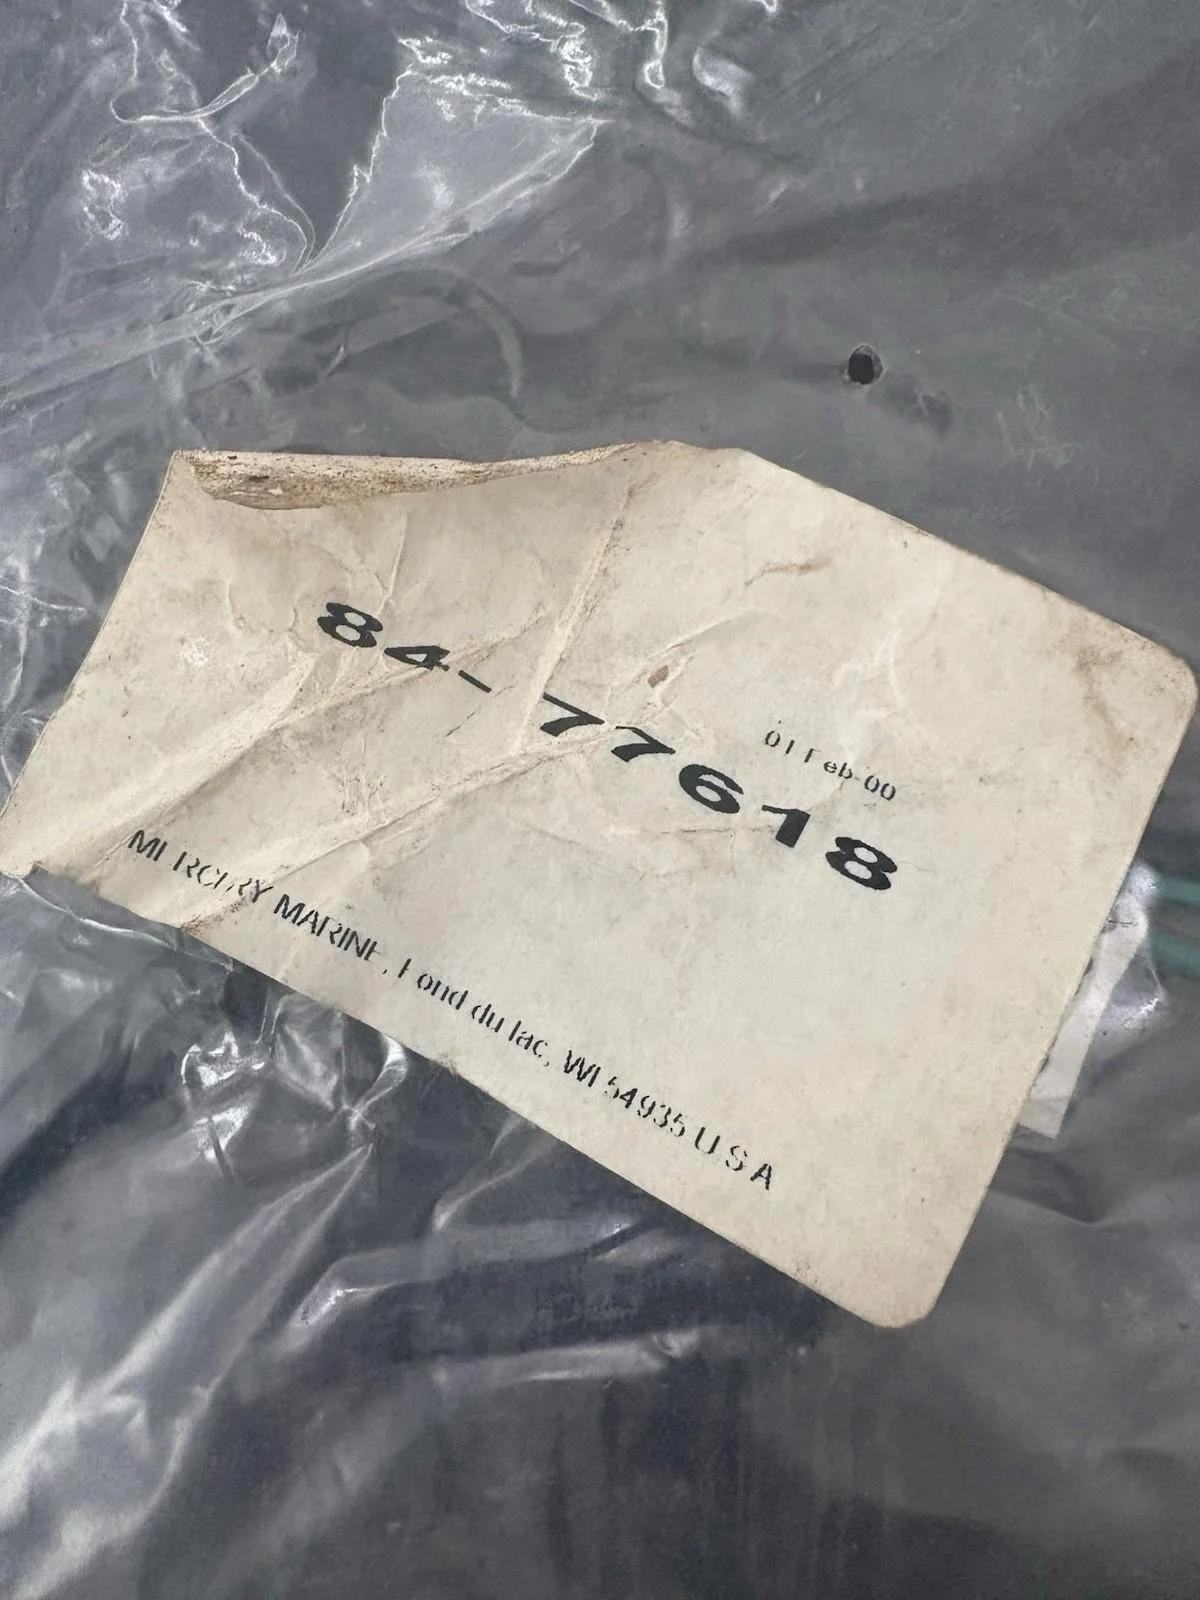 84-77618
01 Feb-00
MERCURY MARINE, Fond du lac, WI 54935 U S A